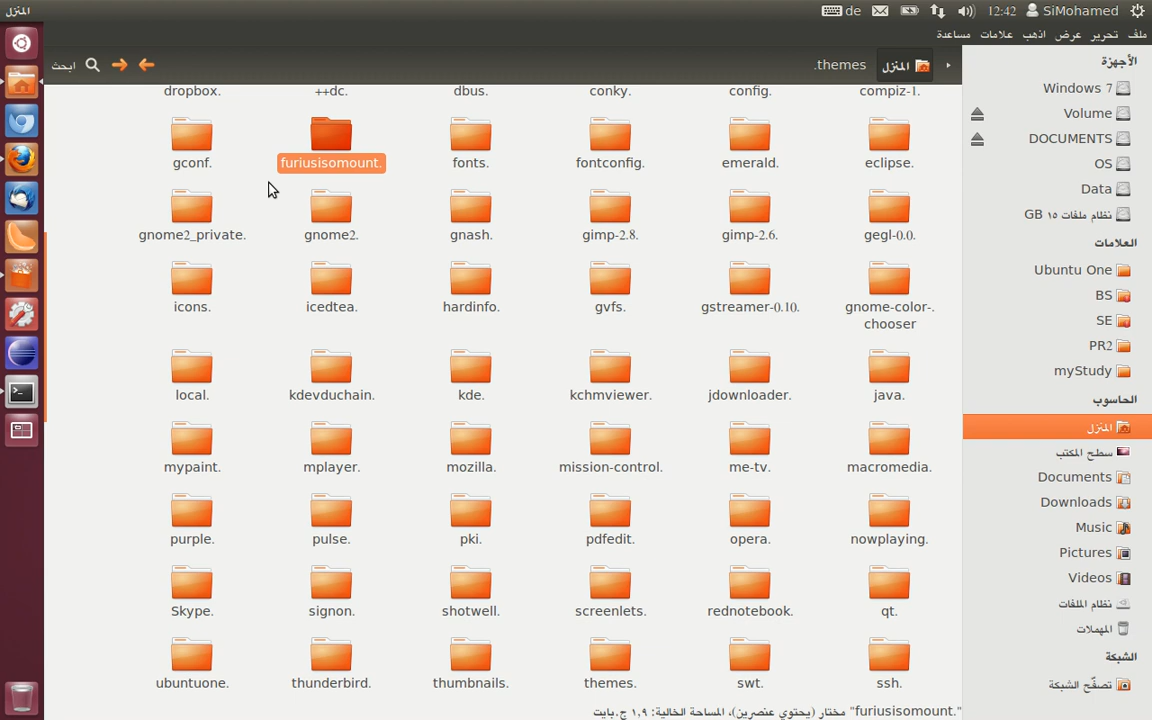 المنزل
de
12:42
SiMohamed
ملف تحرير عرض اذهب علامات مساعدة
المنزل
.themes
ابحث
compiz-1.
config.
conky.
dbus.
++dc.
dropbox.
eclipse.
emerald.
fontconfig.
fonts.
furiusisomount.
gconf.
gegl-0.0.
gimp-2.6.
gimp-2.8.
gnash.
gnome2.
gnome2_private.
gnome-color-.
chooser
gstreamer-0.10.
gvfs.
hardinfo.
icedtea.
icons.
java.
jdownloader.
kchmviewer.
kde.
kdevduchain.
local.
macromedia.
me-tv.
mission-control.
mozilla.
mplayer.
mypaint.
nowplaying.
opera.
pdfedit.
pki.
pulse.
purple.
qt.
rednotebook.
screenlets.
shotwell.
signon.
Skype.
ssh.
swt.
themes.
thumbnails.
thunderbird.
ubuntuone.
الأجهزة
Windows 7
Volume
DOCUMENTS
OS
Data
نظام ملفات ١٥ GB
العلامات
Ubuntu One
BS
SE
PR2
myStudy
الحاسوب
المنزل
سطح المكتب
Documents
Downloads
Music
Pictures
Videos
نظام الملفات
المهملات
الشبكة
تصفّح الشبكة
"furiusisomount." مختار (يحتوي عنصرين)، المساحة الخالية: ١,٩ ج.بايت